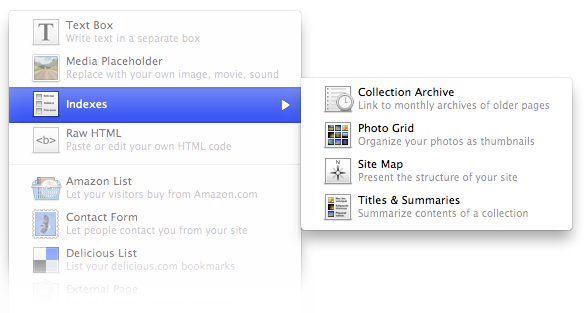 Text Box
Write text in a separate box
Media Placeholder
Replace with your own image, movie, sound
Indexes
Raw HTML
Paste or edit your own HTML code
Amazon List
Let your visitors buy from Amazon.com
Contact Form
Let people contact you from your site
Delicious List
List your delicious.com bookmarks
External Page
Collection Archive
Link to monthly archives of older pages
Photo Grid
Organize your photos as thumbnails
Site Map
Present the structure of your site
Titles & Summaries
Summarize contents of a collection